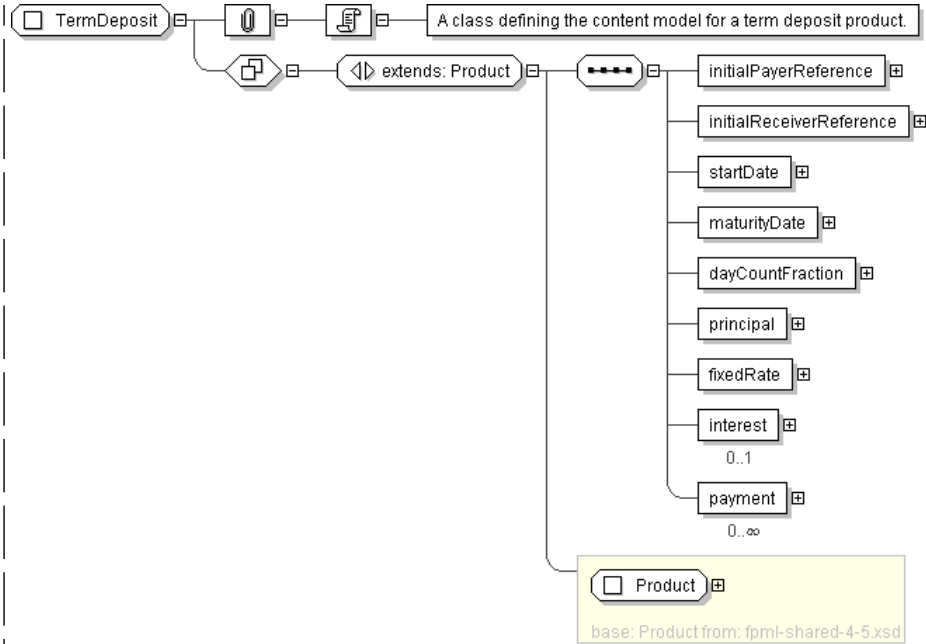 TermDeposit
A class defining the content model for a term deposit product.
extends: Product
initialPayerReference
initialReceiverReference
startDate
maturityDate
dayCountFraction
principal
fixedRate
interest
0..1
payment
0..∞
Product
base: Product from: fpml-shared-4-5.xsd